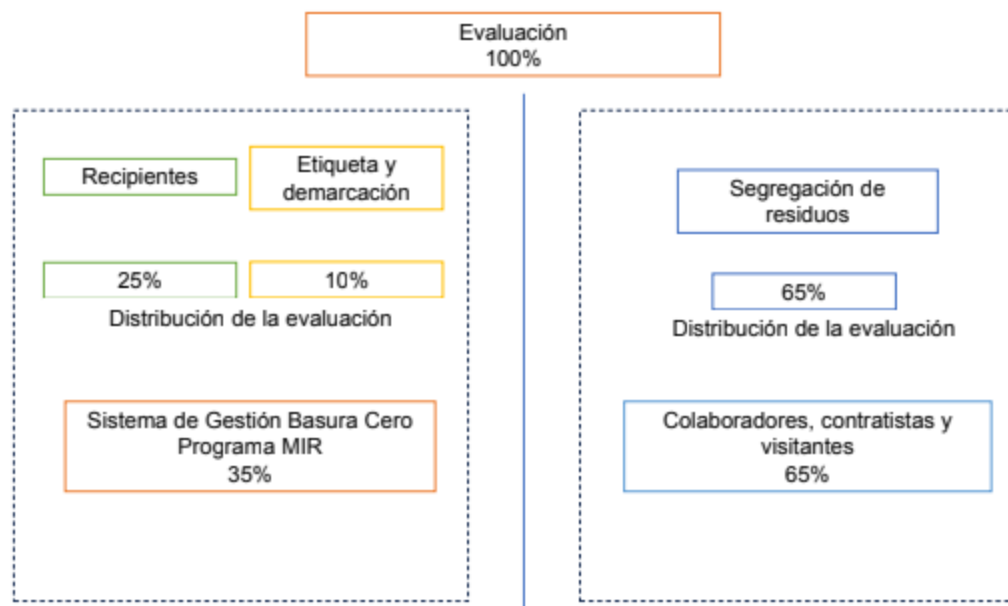 Evaluación
100%
Recipientes
Etiqueta y
demarcación
25%
10%
Distribución de la evaluación
Sistema de Gestión Basura Cero
Programa MIR
35%
Segregación de
residuos
65%
Distribución de la evaluación
Colaboradores, contratistas y
visitantes
65%